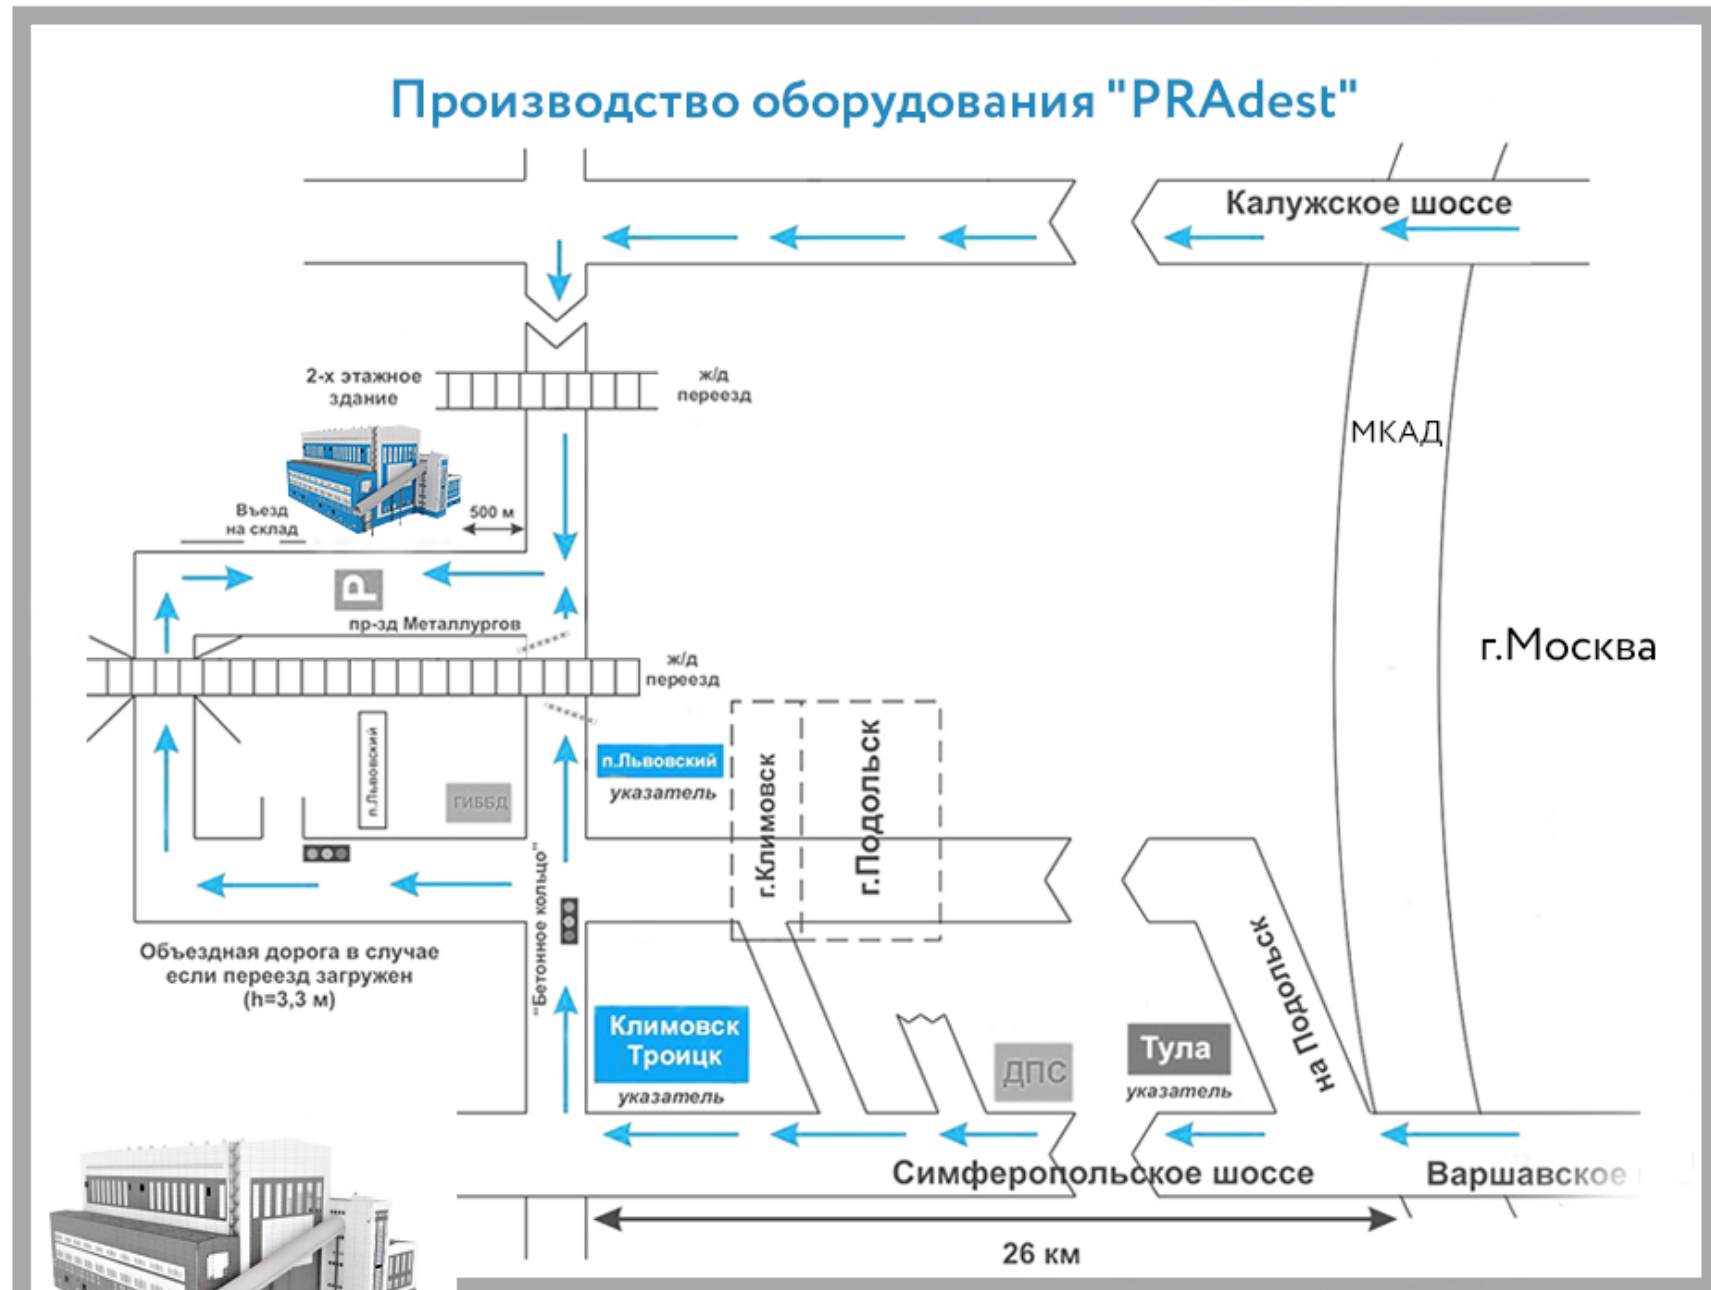 Производство оборудования "PRAdest"
Калужское шоссе
2-х этажное
здание
ж/д
переезд
МКАД
Въезд
на склад
500 м
P
пр-зд Металлургов
г.Москва
ж/д
переезд
п.Львовский
ГИББД
п.Львовский
указатель
г.Климовск
г.Подольск
"Бетонное кольцо"
Объездная дорога в случае
если переезд загружен
(h=3,3 м)
Климовск
Троицк
указатель
ДПС
Тула
указатель
на Подольск
Симферопольское шоссе
Варшавское
26 км